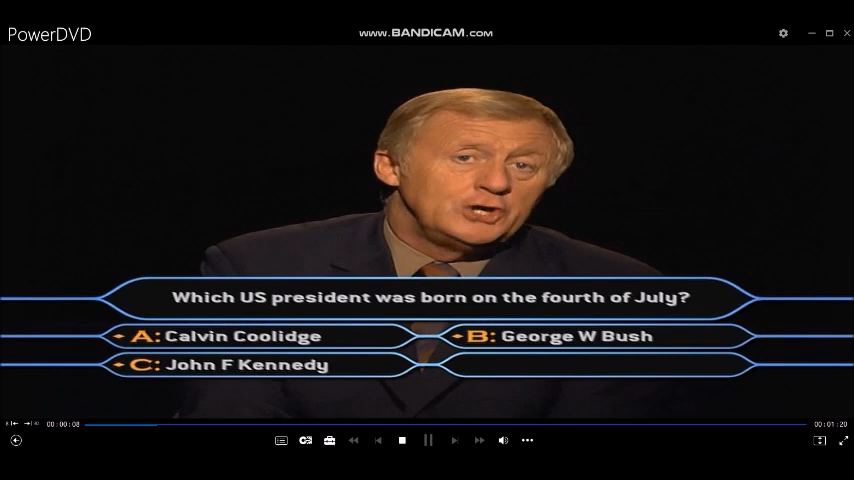 PowerDVD
www.BANDICAM.com
Which US president was born on the fourth of July?
A: Calvin Coolidge
B: George W Bush
C: John F Kennedy
00:00:08
00:01:20